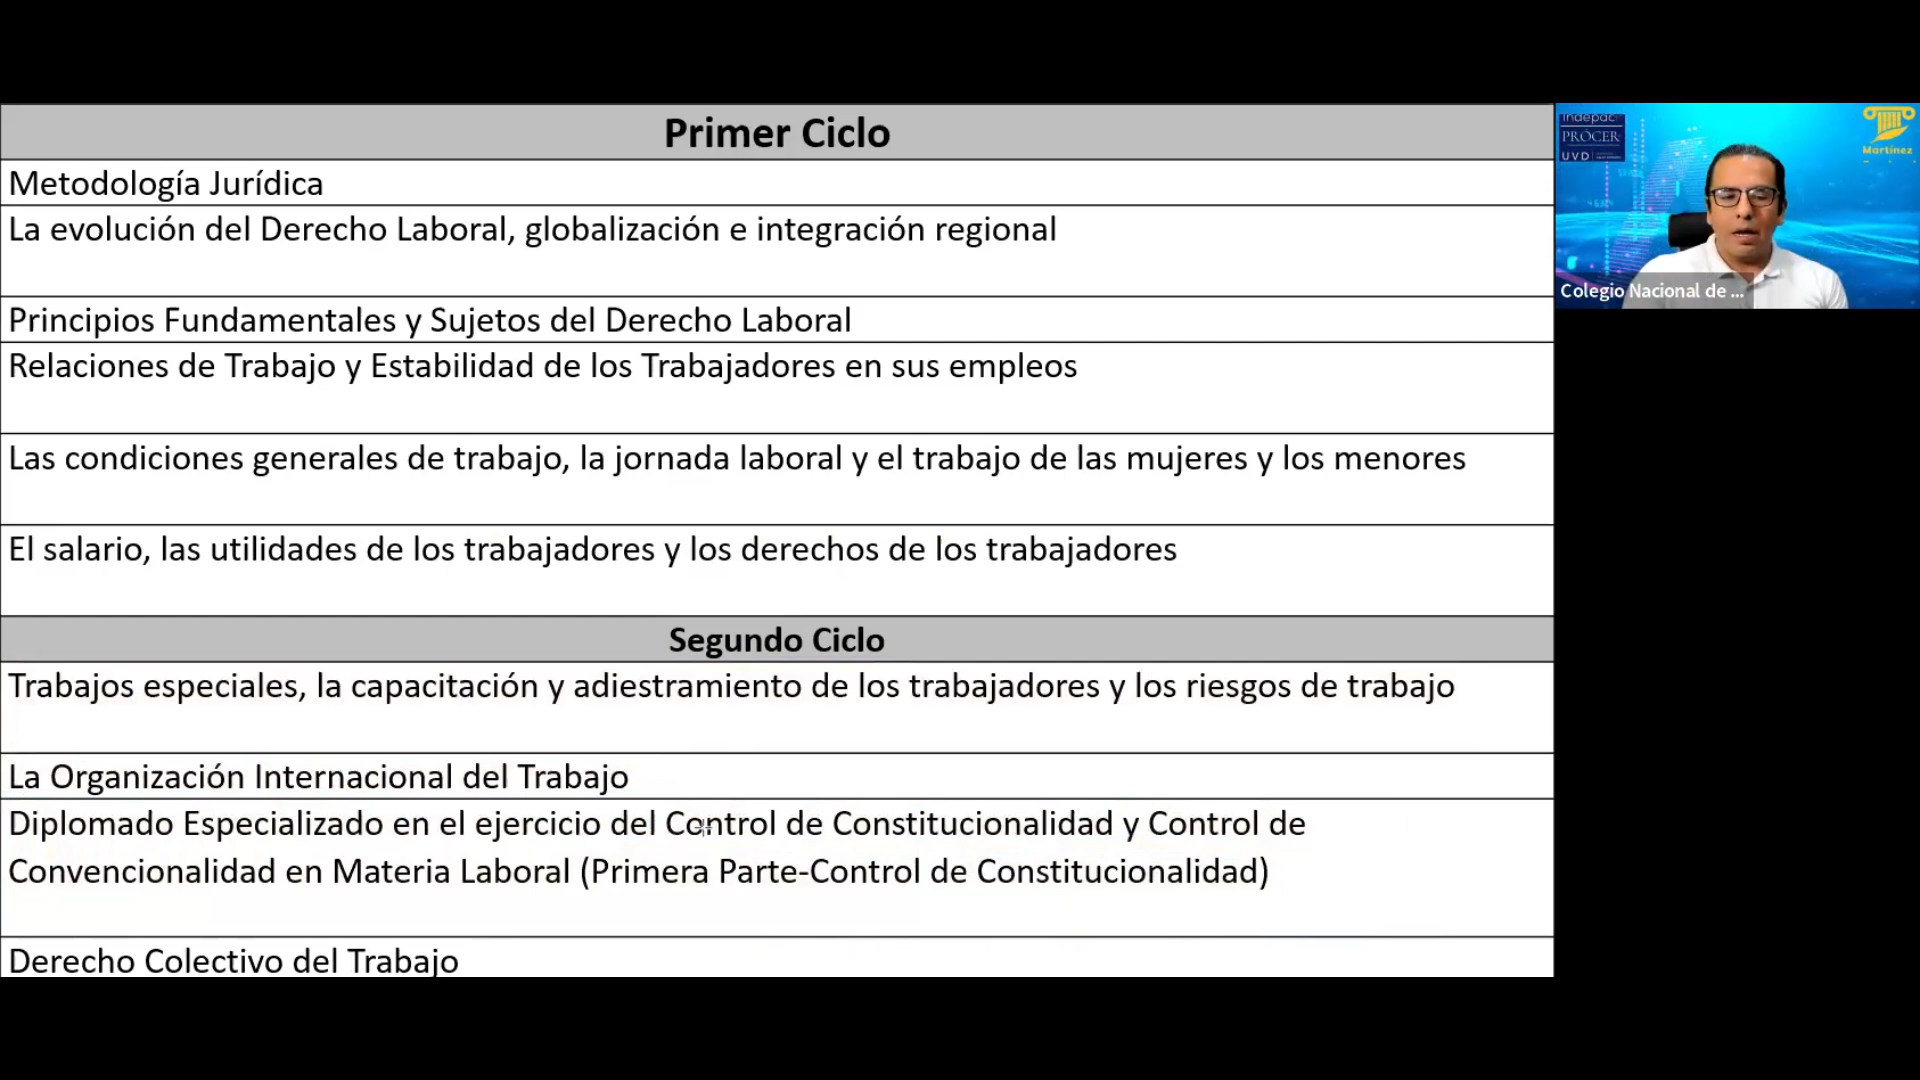 Primer Ciclo
Metodología Jurídica
La evolución del Derecho Laboral, globalización e integración regional
Principios Fundamentales y Sujetos del Derecho Laboral
Relaciones de Trabajo y Estabilidad de los Trabajadores en sus empleos
Las condiciones generales de trabajo, la jornada laboral y el trabajo de las mujeres y los menores
El salario, las utilidades de los trabajadores y los derechos de los trabajadores
Segundo Ciclo
Trabajos especiales, la capacitación y adiestramiento de los trabajadores y los riesgos de trabajo
La Organización Internacional del Trabajo
Diplomado Especializado en el ejercicio del Control de Constitucionalidad y Control de
Convencionalidad en Materia Laboral (Primera Parte-Control de Constitucionalidad)
Derecho Colectivo del Trabajo
indepac
PRÓCER
UVD
Martínez
Colegio Nacional de ...